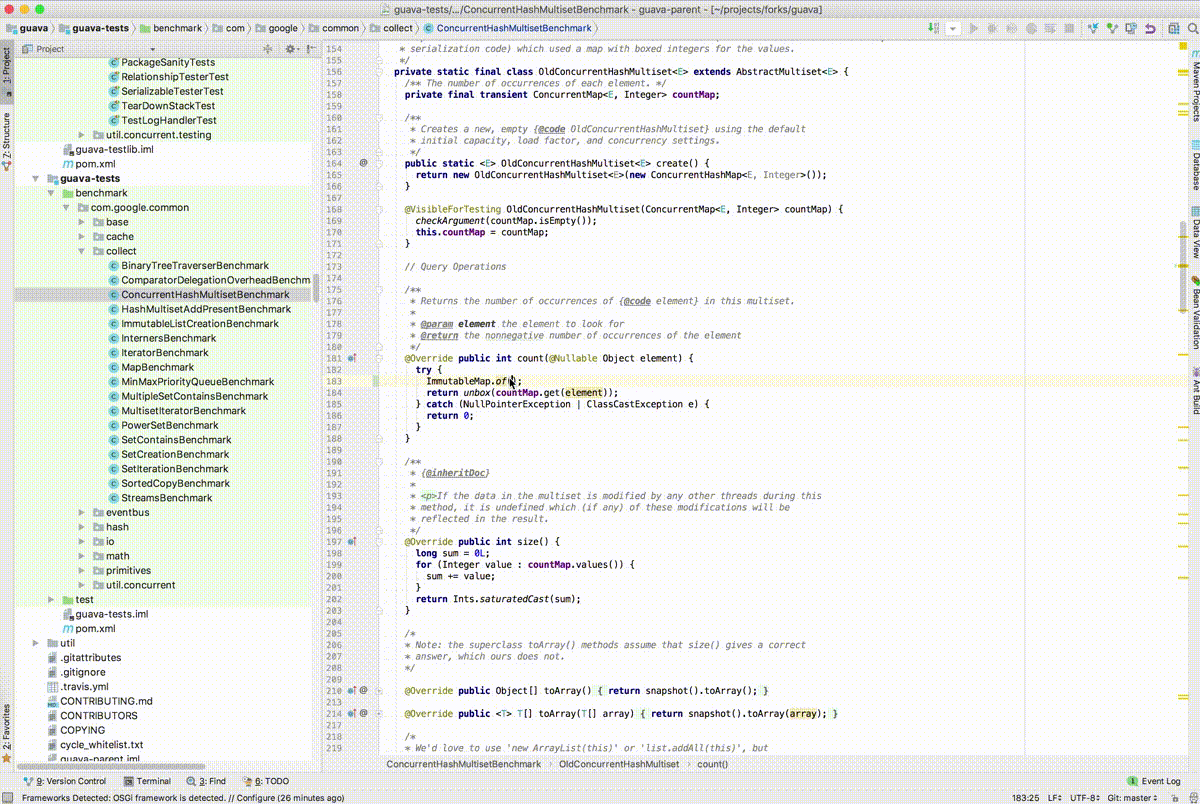 guava-tests/.../ConcurrentHashMultisetBenchmark - guava-parent - [~/projects/forks/guava]
guava guava-tests benchmark com google common collect ConcurrentHashMultisetBenchmark
Project
1: Project
Z: Structure
2: Favorites
PackageSanityTests
RelationshipTesterTest
SerializableTesterTest
TearDownStackTest
TestLogHandlerTest
util.concurrent.testing
guava-testlib.iml
pom.xml
guava-tests
benchmark
com.google.common
base
cache
collect
BinaryTreeTraverserBenchmark
ComparatorDelegationOverheadBenchm
ConcurrentHashMultisetBenchmark
HashMultisetAddPresentBenchmark
ImmutableListCreationBenchmark
InternersBenchmark
IteratorBenchmark
MapBenchmark
MinMaxPriorityQueueBenchmark
MultipleSetContainsBenchmark
MultisetIteratorBenchmark
PowerSetBenchmark
SetContainsBenchmark
SetCreationBenchmark
SetIterationBenchmark
SortedCopyBenchmark
StreamsBenchmark
eventbus
hash
io
math
primitives
util.concurrent
test
guava-tests.iml
pom.xml
util
.gitattributes
.gitignore
.travis.yml
CONTRIBUTING.md
CONTRIBUTORS
COPYING
cycle_whitelist.txt
guava-parent.iml
154 * serialization code) which used a map with boxed integers for the values.
155 */
156 private static final class OldConcurrentHashMultiset<E> extends AbstractMultiset<E> {
157 /** The number of occurrences of each element. */
158 private final transient ConcurrentMap<E, Integer> countMap;
159
160 /**
161 * Creates a new, empty {@code OldConcurrentHashMultiset} using the default
162 * initial capacity, load factor, and concurrency settings.
163 */
164 @ public static <E> OldConcurrentHashMultiset<E> create() {
165 return new OldConcurrentHashMultiset<E>(new ConcurrentHashMap<E, Integer>());
166 }
167
168 @VisibleForTesting OldConcurrentHashMultiset(ConcurrentMap<E, Integer> countMap) {
169 checkArgument(countMap.isEmpty());
170 this.countMap = countMap;
171 }
172
173 // Query Operations
174
175 /**
176 * Returns the number of occurrences of {@code element} in this multiset.
177 *
178 * @param element the element to look for
179 * @return the nonnegative number of occurrences of the element
180 */
181 @Override public int count(@Nullable Object element) {
182 try {
183 ImmutableMap.of();
184 return unbox(countMap.get(element));
185 } catch (NullPointerException | ClassCastException e) {
186 return 0;
187 }
188 }
189
190 /**
191 * {@inheritDoc}
192 *
193 * <p>If the data in the multiset is modified by any other threads during this
194 * method, it is undefined which (if any) of these modifications will be
195 * reflected in the result.
196 */
197 @Override public int size() {
198 long sum = 0L;
199 for (Integer value : countMap.values()) {
200 sum += value;
201 }
202 return Ints.saturatedCast(sum);
203 }
204
205 /*
206 * Note: the superclass toArray() methods assume that size() gives a correct
207 * answer, which ours does not.
208 */
209
210 @ @Override public Object[] toArray() { return snapshot().toArray(); }
213
214 @ @Override public <T> T[] toArray(T[] array) { return snapshot().toArray(array); }
217
218 /*
219 * We'd love to use 'new ArrayList(this)' or 'list.addAll(this)', but
ConcurrentHashMultisetBenchmark › OldConcurrentHashMultiset › count()
Maven Projects
Database
Data View
Bean Validation
Ant Build
9: Version Control Terminal 3: Find 6: TODO 1 Event Log
Frameworks Detected: OSGi framework is detected. // Configure (26 minutes ago) 183:25 LF÷ UTF-8÷ Git: master÷